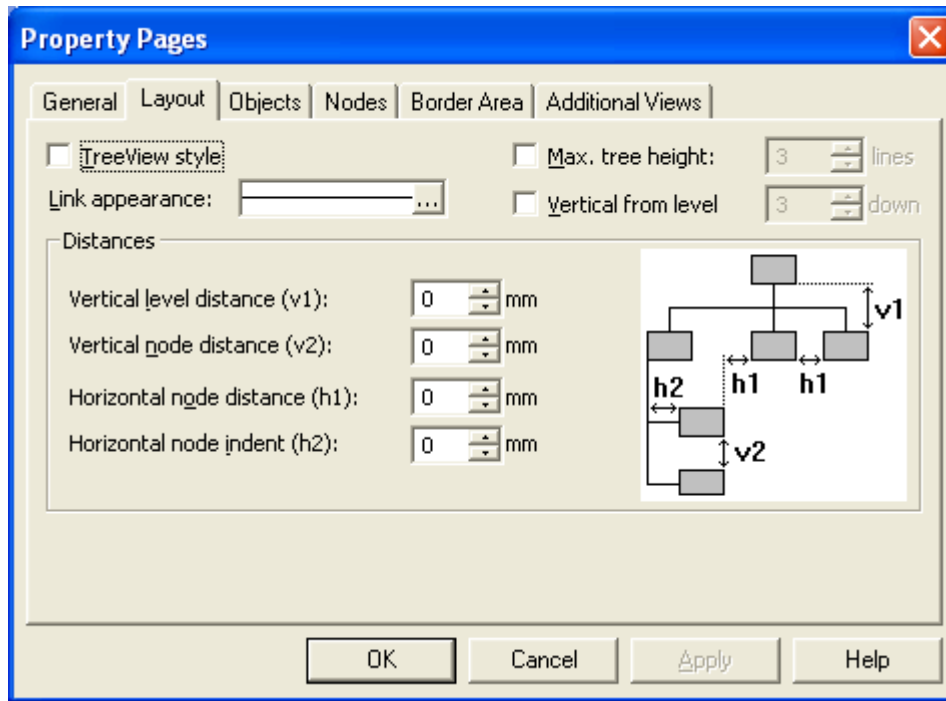 Property Pages
General Layout Objects Nodes Border Area Additional Views
TreeView style
Max. tree height: 3 lines
Link appearance: ...
Vertical from level 3 down
Distances
Vertical level distance (v1): 0 mm
Vertical node distance (v2): 0 mm
Horizontal node distance (h1): 0 mm
Horizontal node indent (h2): 0 mm
v1
h2 h1 h1
v2
OK Cancel Apply Help